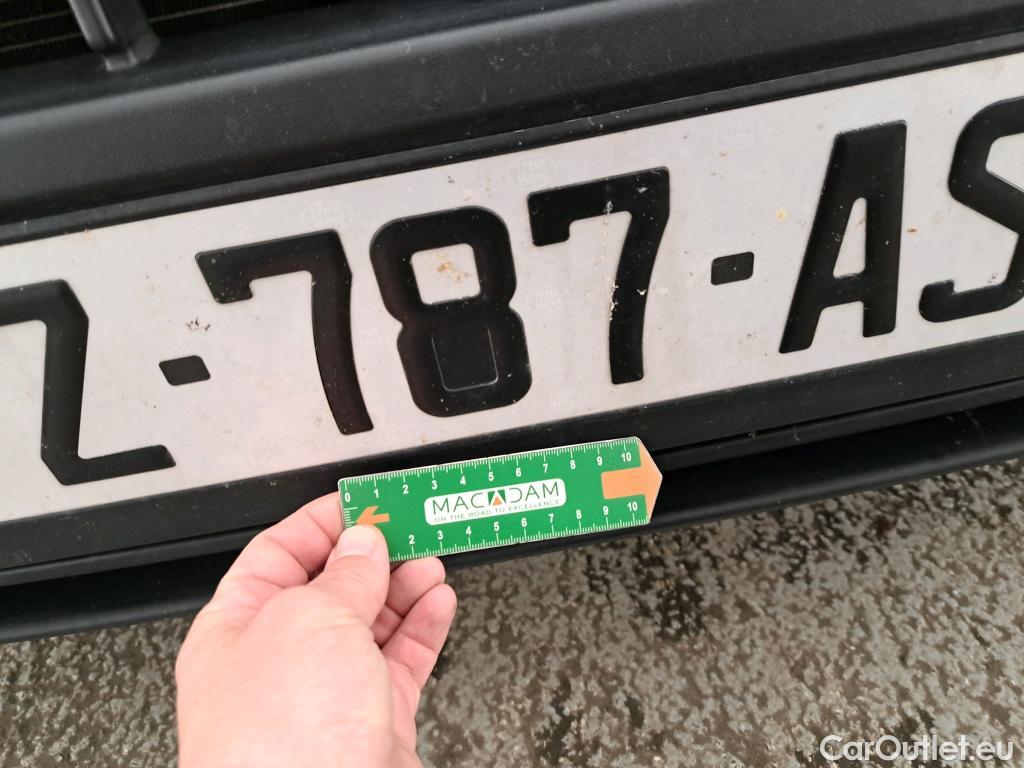 Z-787-AS
0 1 2 3 4 5 6 7 8 9 10
MACADAM
ON THE ROAD TO EXCELLENCE
2 3 4 5 6 7 8 9 10
CarOutlet.eu